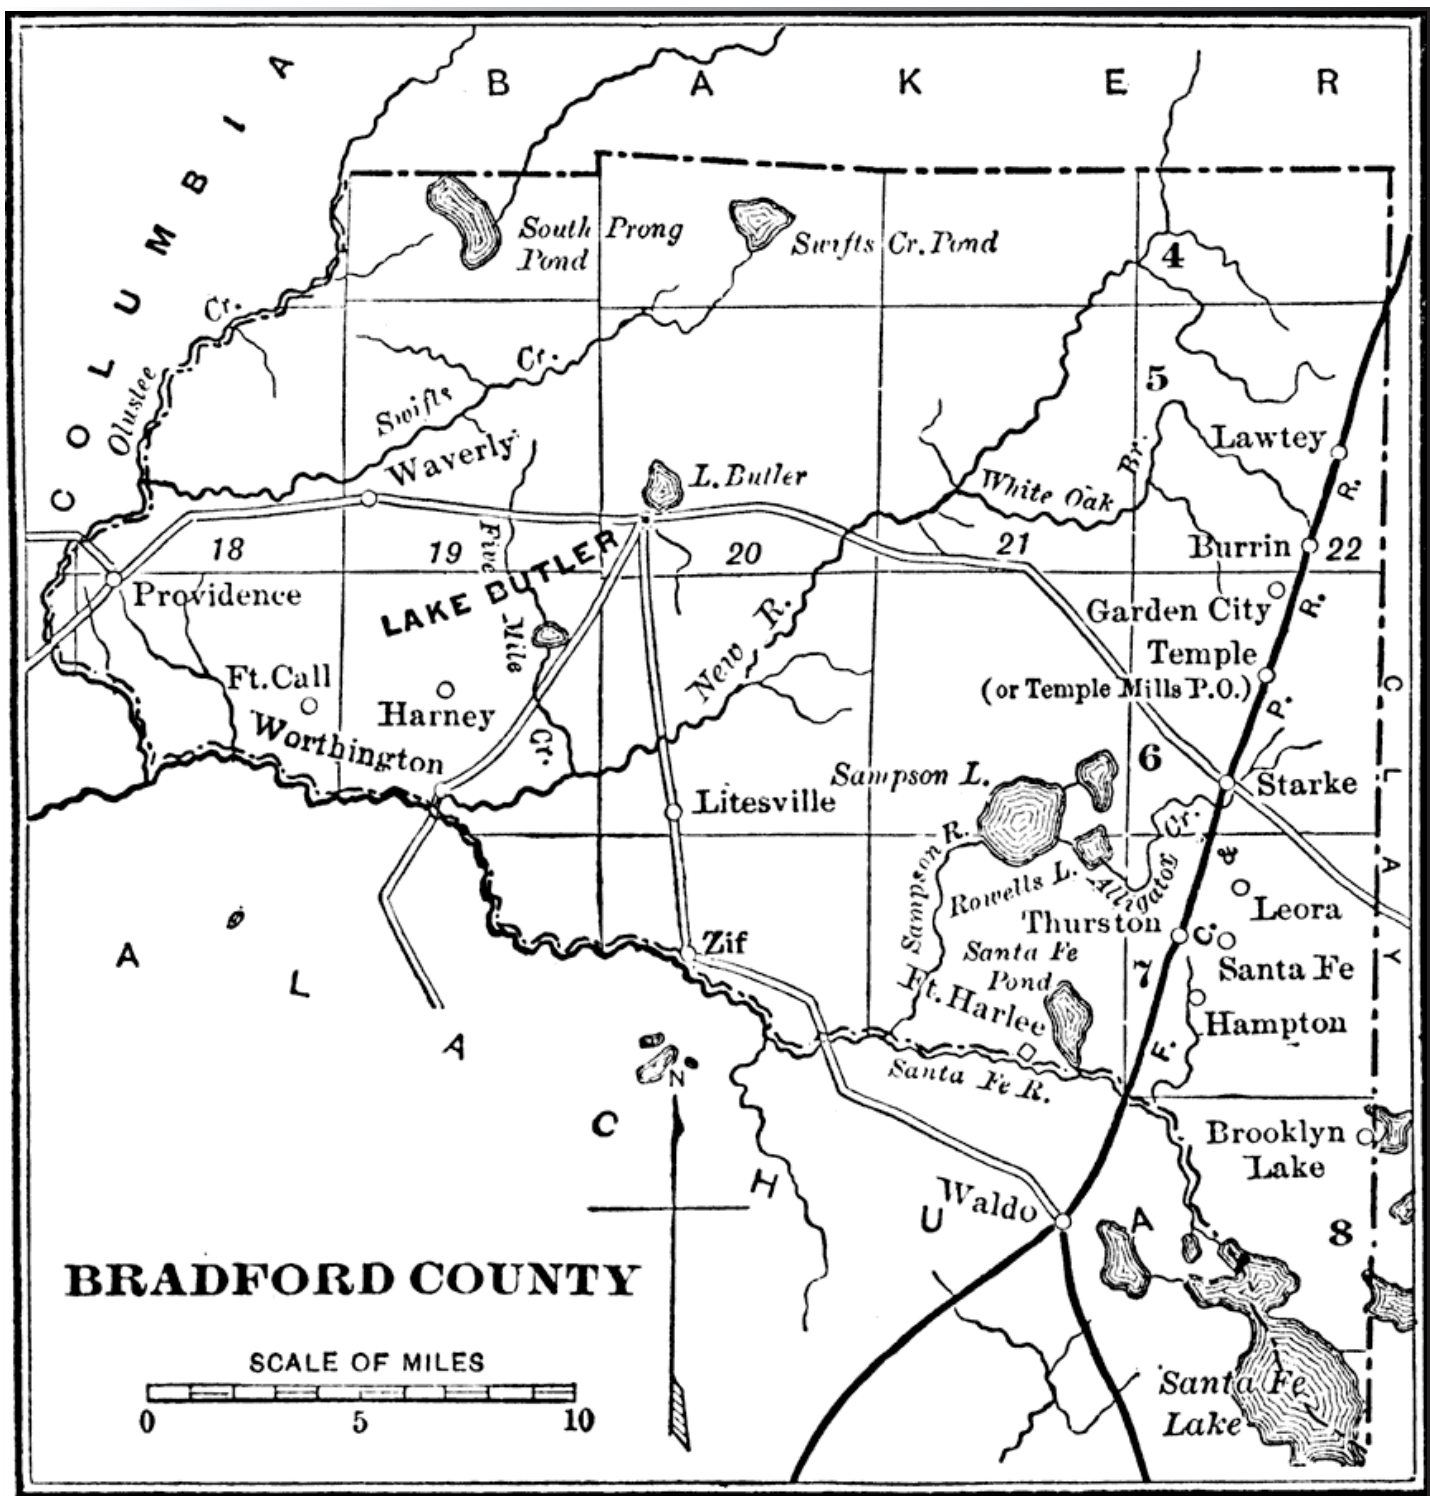 BAKER
COLUMBIA
South Prong
Pond
Swifts Cr. Pond
4
Olustee Cr.
Swifts Cr.
5
Waverly
L. Butler
Lawtey
White Oak Br.
R.
18
19
20
21
22
Burrin
Providence
LAKE BUTLER
Five Mile Cr.
Garden City
R.
New R.
Temple
(or Temple Mills P.O.)
Ft. Call
Harney
P.
CLAY
Worthington
6
Sampson L.
Starke
Litesville
Sampson R.
Alligator Cr.
&
Rowells L.
Leora
Thurston
C.
Zif
Santa Fe
Pond
7
Santa Fe
Ft. Harlee
Hampton
F.
ALACHUA
N
Santa Fe R.
Brooklyn
Lake
Waldo
8
BRADFORD COUNTY
SCALE OF MILES
0 5 10
Santa Fe
Lake